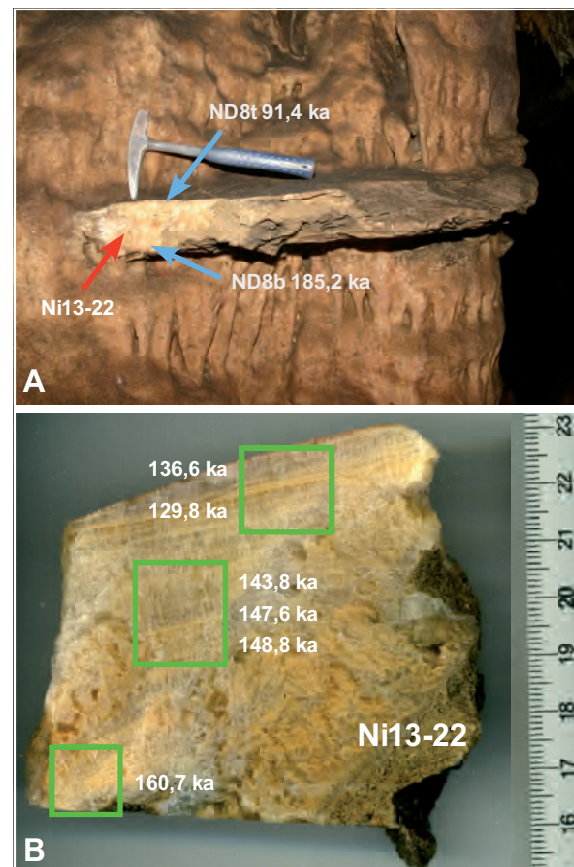 ND8t 91,4 ka
Ni13-22
ND8b 185,2 ka
A
136,6 ka
129,8 ka
143,8 ka
147,6 ka
148,8 ka
160,7 ka
Ni13-22
B
23
22
21
20
19
18
17
16